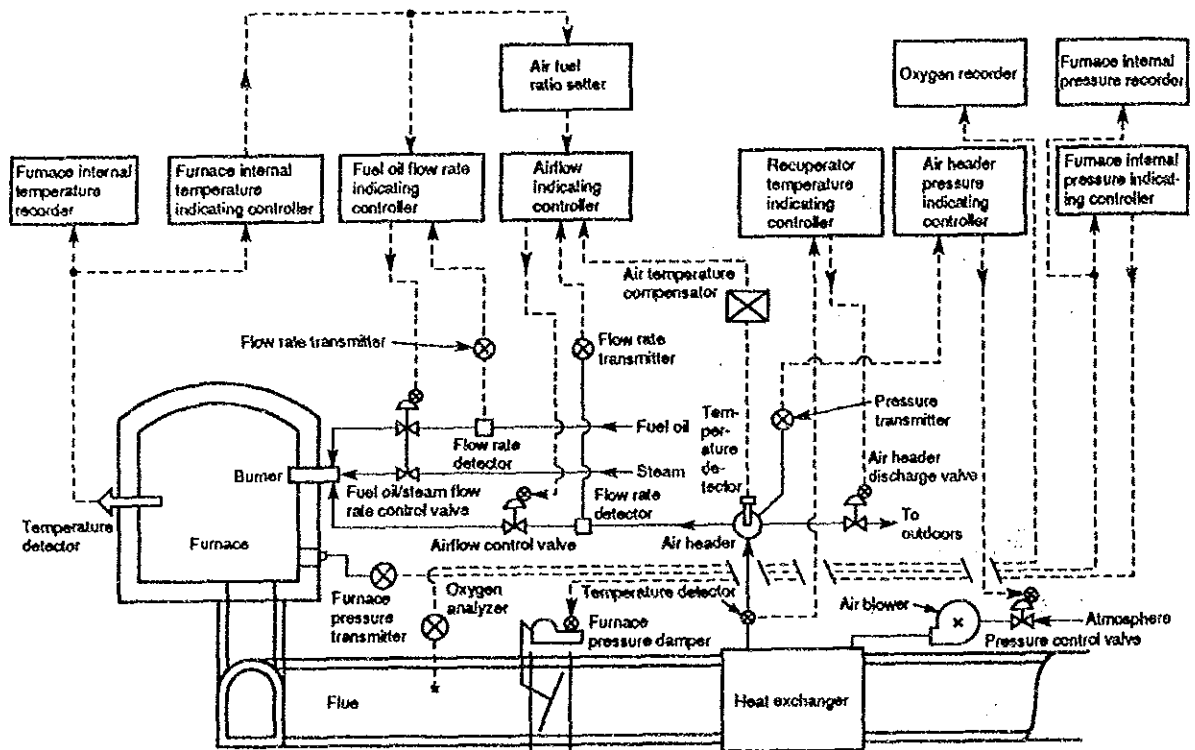 Air fuel
ratio setter
Oxygen recorder
Furnace internal
pressure recorder
Furnace internal
temperature
recorder
Furnace internal
temperature
indicating controller
Fuel oil flow rate
indicating
controller
Airflow
indicating
controller
Recuperator
temperature
indicating
controller
Air header
pressure
indicating
controller
Furnace internal
pressure indicat-
ing controller
Air temperature
compensator
Flow rate transmitter
Flow rate
transmitter
Pressure
transmitter
Tem-
per-
ature
de-
tector
Fuel oil
Flow rate
detector
Air header
discharge valve
Burner
Steam
Fuel oil/steam flow
rate control valve
Flow rate
detector
Temperature
detector
Furnace
Airflow control valve
Air header
To
outdoors
Furnace
pressure
transmitter
Oxygen
analyzer
Temperature detector
Furnace
pressure damper
Air blower
Atmosphere
Pressure control valve
Flue
Heat exchanger